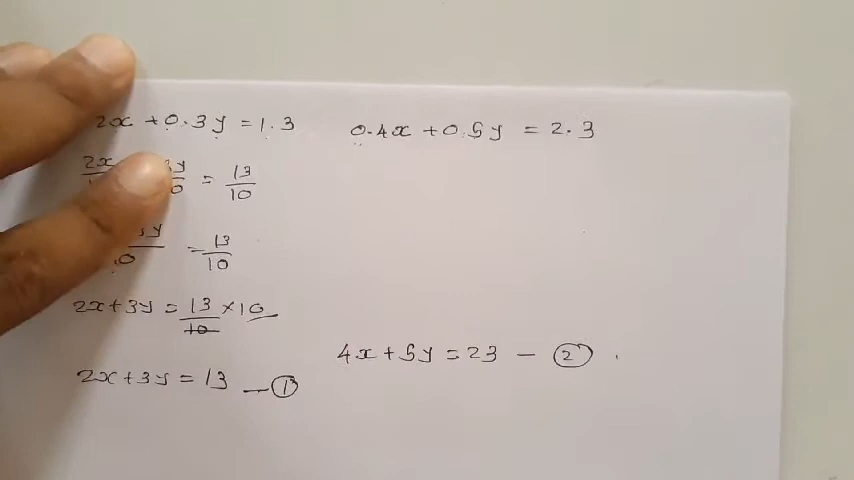 2x + 0.3y = 1.3
0.4x + 0.5y = 2.3
2x y = 13
10
= 13
10
2x + 3y = 13 × 10
10
4x + 5y = 23 — ②
2x + 3y = 13 — ①